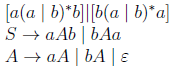 [a(a | b)*b]|[b(a | b)*a]
S → aAb | bAa
A → aA | bA | ε